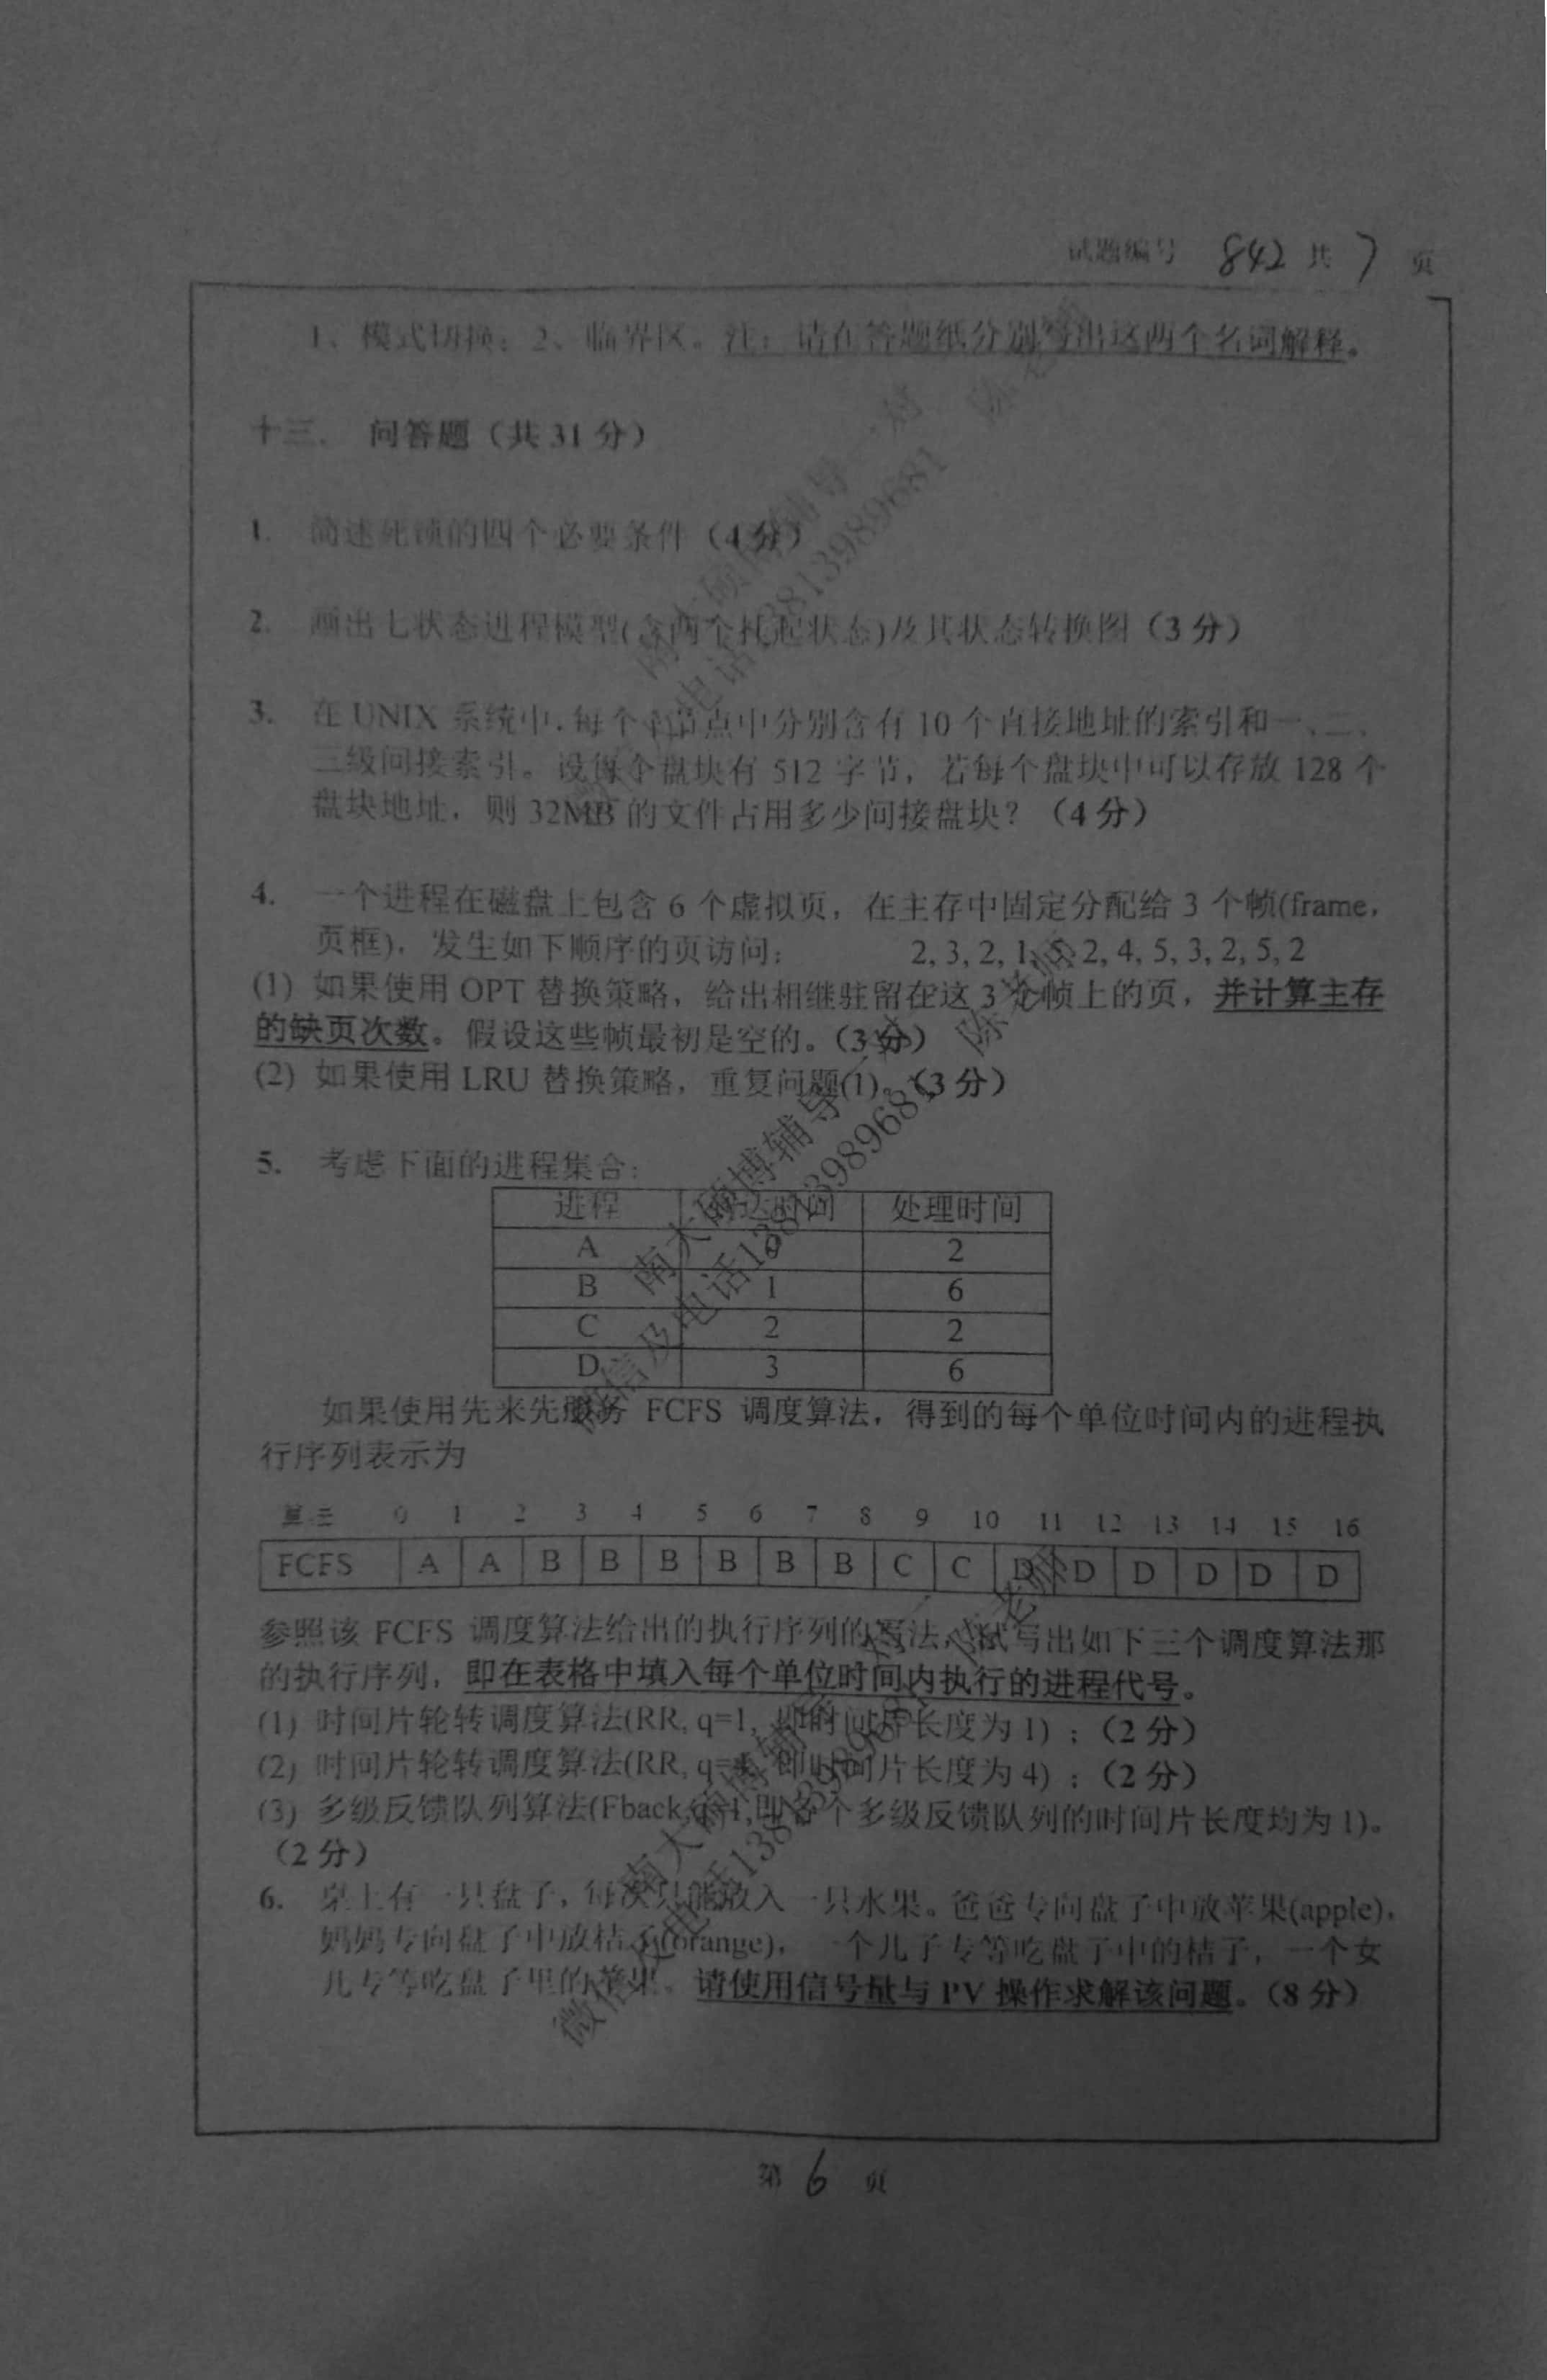 试题编号 842 共 7 页
1、模式切换；2、临界区。注：请在答题纸分别写出这两个名词解释。
十三. 问答题（共 31 分）
1. 简述死锁的四个必要条件（4 分）
2. 画出七状态进程模型(含两个挂起状态)及其状态转换图（3 分）
3. 在 UNIX 系统中,每个 i 节点中分别含有 10 个直接地址的索引和一、二、
三级间接索引。设每个盘块有 512 字节，若每个盘块中可以存放 128 个
盘块地址，则 32MB 的文件占用多少间接盘块？（4 分）
4. 一个进程在磁盘上包含 6 个虚拟页，在主存中固定分配给 3 个帧(frame,
页框)，发生如下顺序的页访问： 2, 3, 2, 1, 5, 2, 4, 5, 3, 2, 5, 2
(1) 如果使用 OPT 替换策略，给出相继驻留在这 3 个帧上的页，并计算主存
的缺页次数。假设这些帧最初是空的。（3 分）
(2) 如果使用 LRU 替换策略，重复问题(1)。（3 分）
5. 考虑下面的进程集合：
进程 到达时间 处理时间
A 0 2
B 1 6
C 2 2
D 3 6
如果使用先来先服务 FCFS 调度算法，得到的每个单位时间内的进程执
行序列表示为
算法 0 1 2 3 4 5 6 7 8 9 10 11 12 13 14 15 16
FCFS A A B B B B B B C C D D D D D D
参照该 FCFS 调度算法给出的执行序列的写法，试写出如下三个调度算法那
的执行序列，即在表格中填入每个单位时间内执行的进程代号。
(1) 时间片轮转调度算法(RR, q=1, 即时间片长度为 1)；（2 分）
(2) 时间片轮转调度算法(RR, q=4, 即时间片长度为 4)；（2 分）
(3) 多级反馈队列算法(Fback,q=1,即各个多级反馈队列的时间片长度均为 1)。
（2 分）
6. 桌上有一只盘子，每次只能放入一只水果。爸爸专向盘子中放苹果(apple),
妈妈专向盘子中放桔子(orange)，一个儿子专等吃盘子中的桔子，一个女
儿专等吃盘子里的苹果。请使用信号量与 PV 操作求解该问题。（8 分）
第 6 页